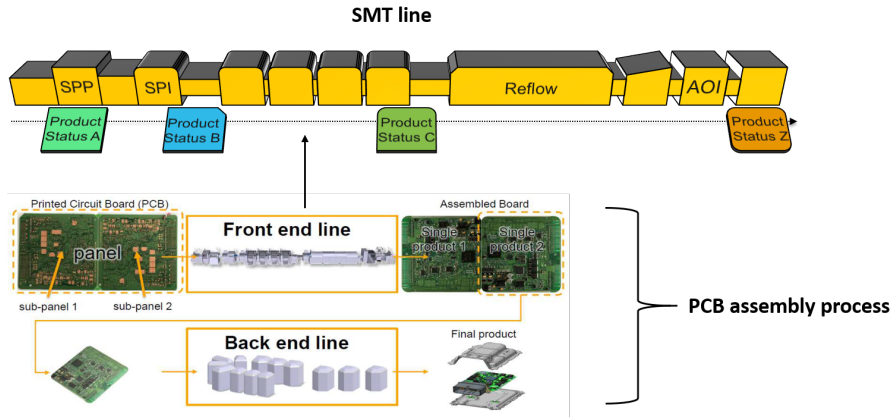 SMT line
SPP
SPI
Reflow
AOI
Product
Status A
Product
Status B
Product
Status C
Product
Status Z
Printed Circuit Board (PCB)
Assembled Board
Front end line
panel
Single
product 1
Single
product 2
sub-panel 1
sub-panel 2
PCB assembly process
Back end line
Final product